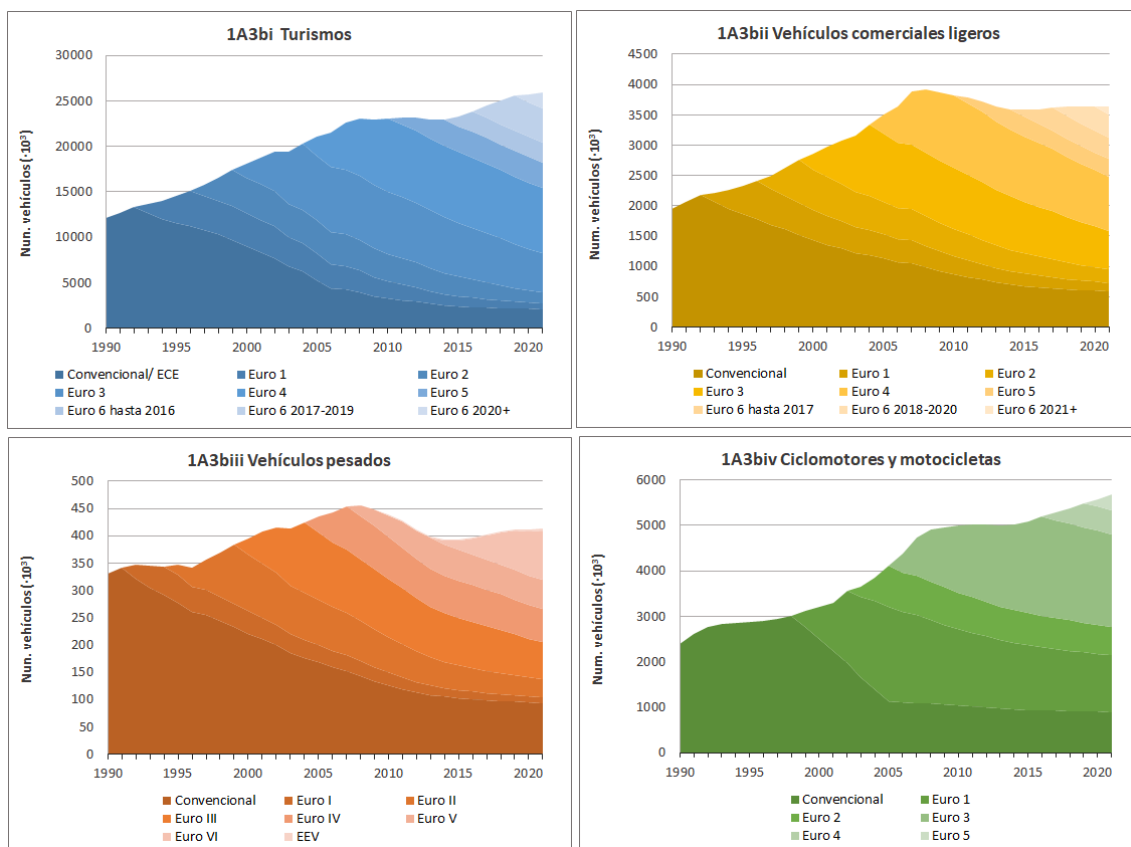 1A3bi Turismos
Nun. vehículos (·10³)
30000
25000
20000
15000
10000
5000
0
1990 1995 2000 2005 2010 2015 2020
Convencional/ ECE Euro 1 Euro 2
Euro 3 Euro 4 Euro 5
Euro 6 hasta 2016 Euro 6 2017-2019 Euro 6 2020+
1A3bii Vehículos comerciales ligeros
Num. vehículos (·10³)
4500
4000
3500
3000
2500
2000
1500
1000
500
0
1990 1995 2000 2005 2010 2015 2020
Convencional Euro 1 Euro 2
Euro 3 Euro 4 Euro 5
Euro 6 hasta 2017 Euro 6 2018-2020 Euro 6 2021+
1A3biii Vehículos pesados
Nun. vehículos (·10³)
500
450
400
350
300
250
200
150
100
50
0
1990 1995 2000 2005 2010 2015 2020
Convencional Euro I Euro II
Euro III Euro IV Euro V
Euro VI EEV
1A3biv Ciclomotores y motocicletas
Num. vehículos (·10³)
6000
5000
4000
3000
2000
1000
0
1990 1995 2000 2005 2010 2015 2020
Convencional Euro 1
Euro 2 Euro 3
Euro 4 Euro 5